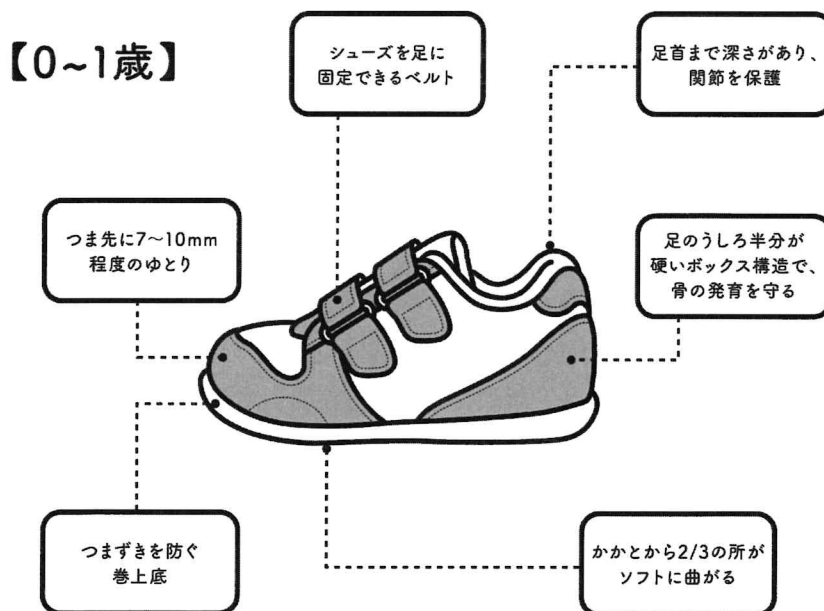 【0~1歳】
シューズを足に
固定できるベルト
足首まで深さがあり、
関節を保護
つま先に7〜10mm
程度のゆとり
足のうしろ半分が
硬いボックス構造で、
骨の発育を守る
つまずきを防ぐ
巻上底
かかとから2/3の所が
ソフトに曲がる